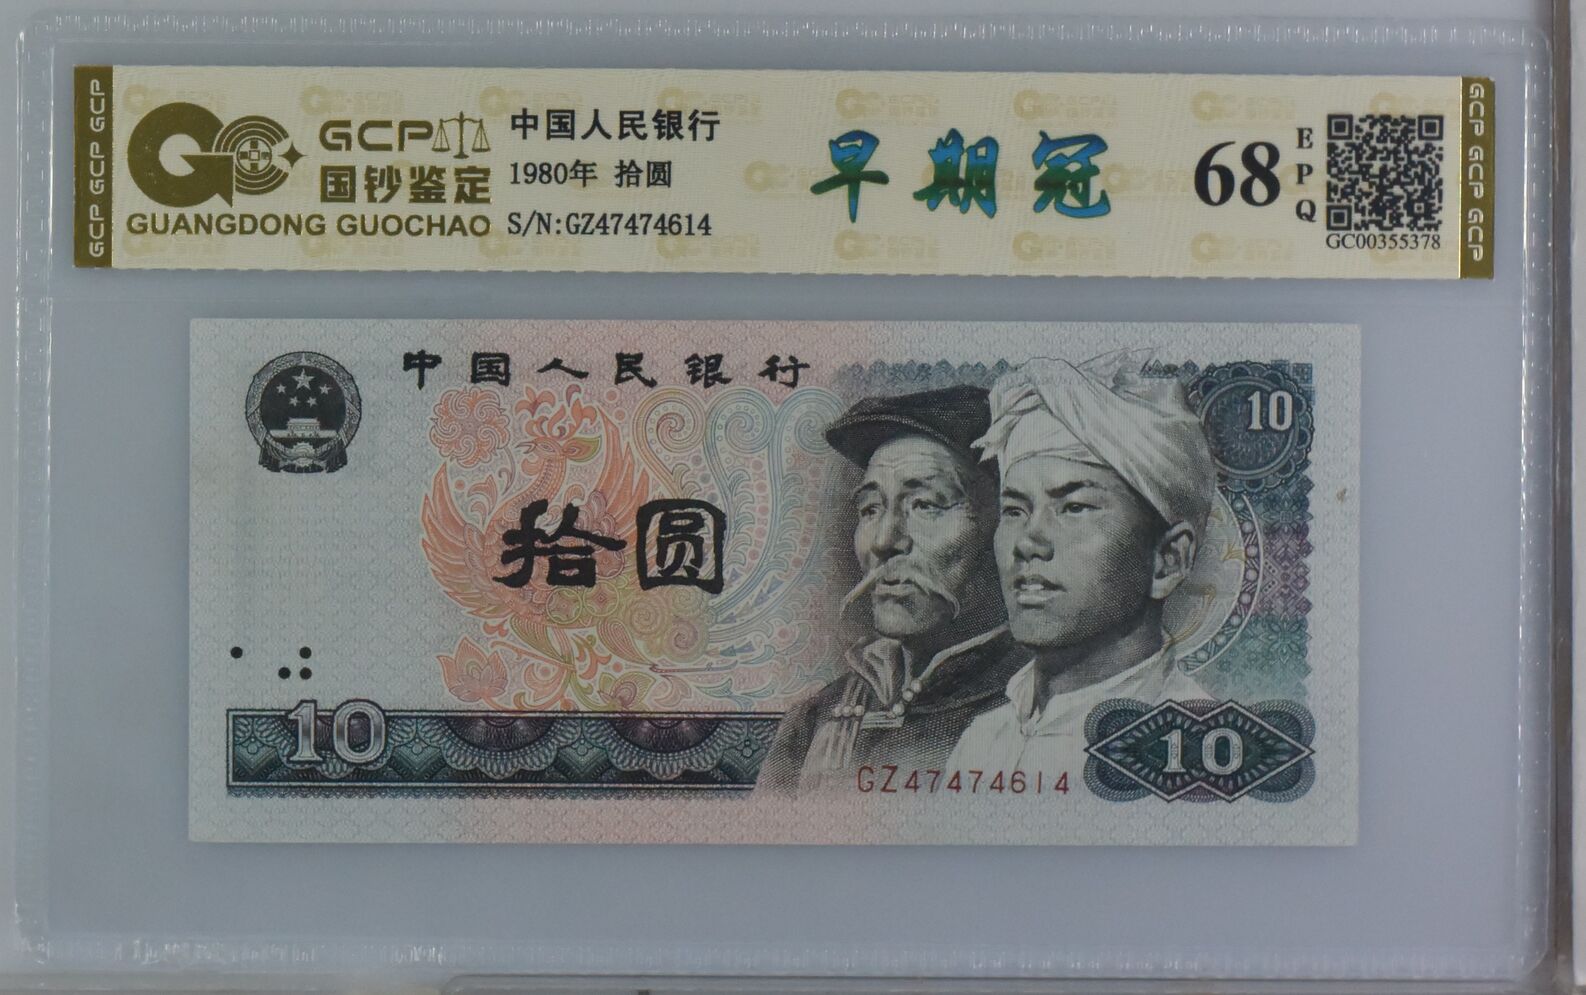 GCP GCP GCP
GCP
国钞鉴定
GUANGDONG GUOCHAO
中国人民银行
1980年 拾圆
S/N:GZ47474614
早期冠
68
EPQ
GC00355378
GCP GCP GCP
中国人民银行
10
拾圆
10
GZ47474614
10